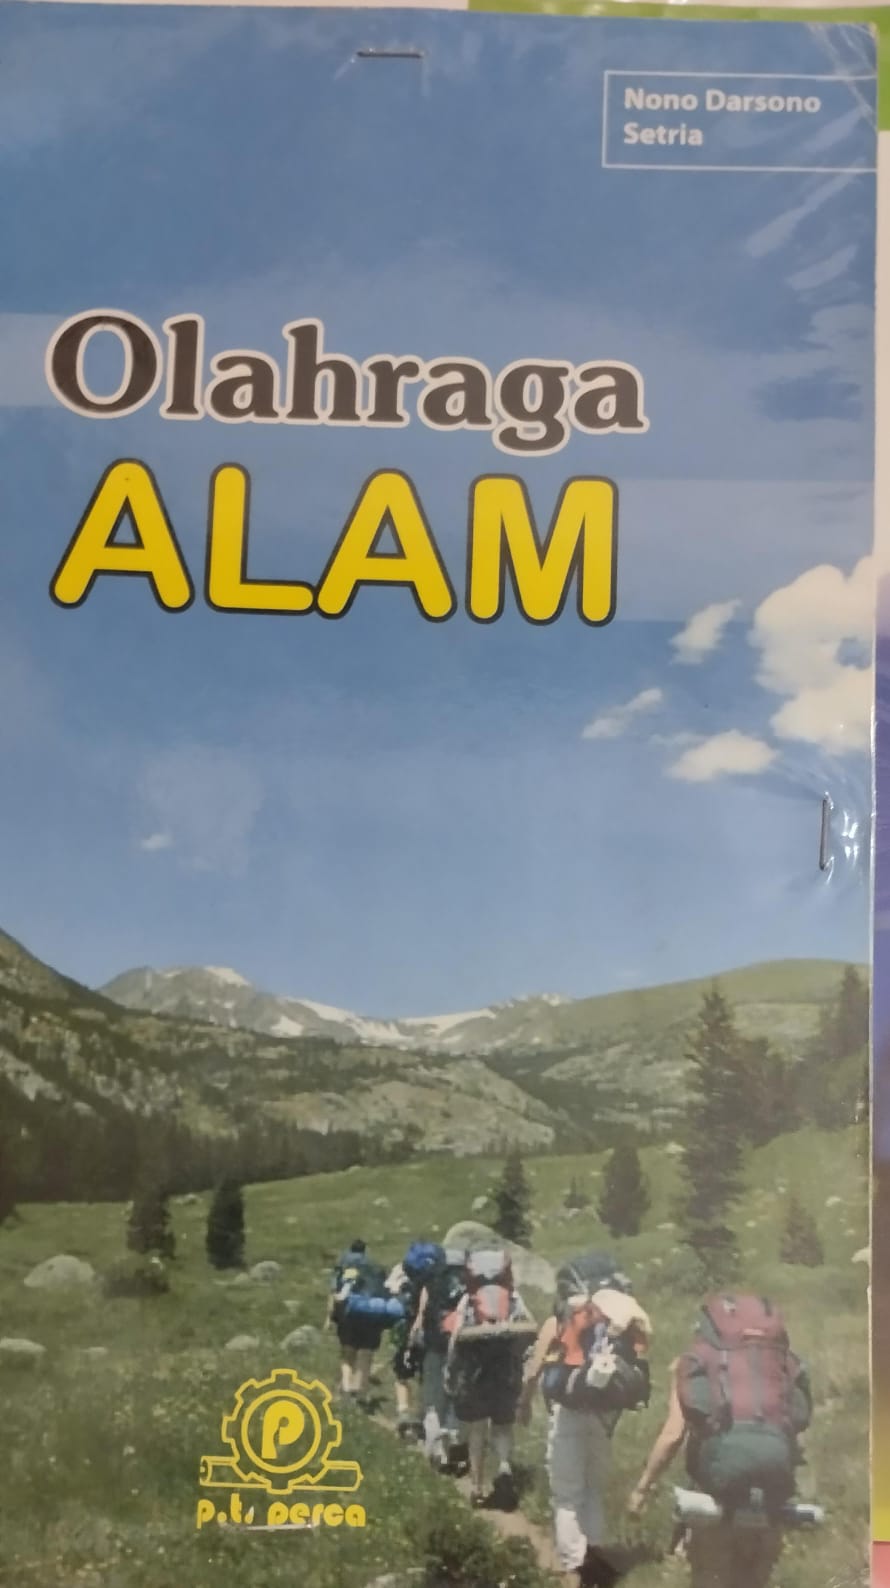 Nono Darsono
Setria
Olahraga
ALAM
P
p.t. perca